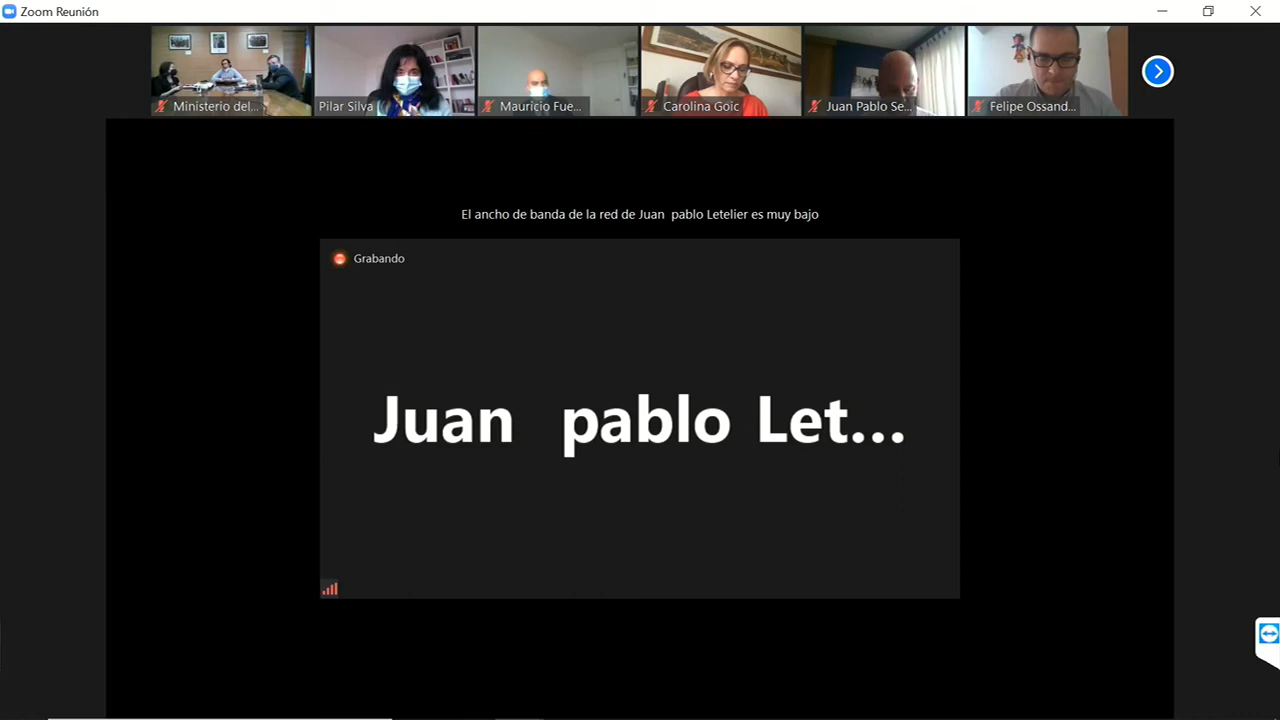 Zoom Reunión
Ministerio del...
Pilar Silva
Mauricio Fue...
Carolina Goic
Juan Pablo Se...
Felipe Ossand...
El ancho de banda de la red de Juan  pablo Letelier es muy bajo
Grabando
Juan  pablo Let...